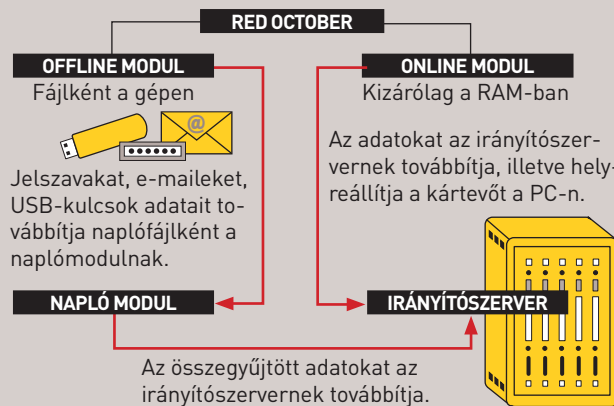 RED OCTOBER
OFFLINE MODUL
Fájlként a gépen
@
Jelszavakat, e-maileket,
USB-kulcsok adatait to-
vábbítja naplófájlként a
naplómodulnak.
ONLINE MODUL
Kizárólag a RAM-ban
Az adatokat az irányítószer-
vernek továbbítja, illetve hely-
reállítja a kártevőt a PC-n.
NAPLÓ MODUL
IRÁNYÍTÓSZERVER
Az összegyűjtött adatokat az
irányítószervernek továbbítja.